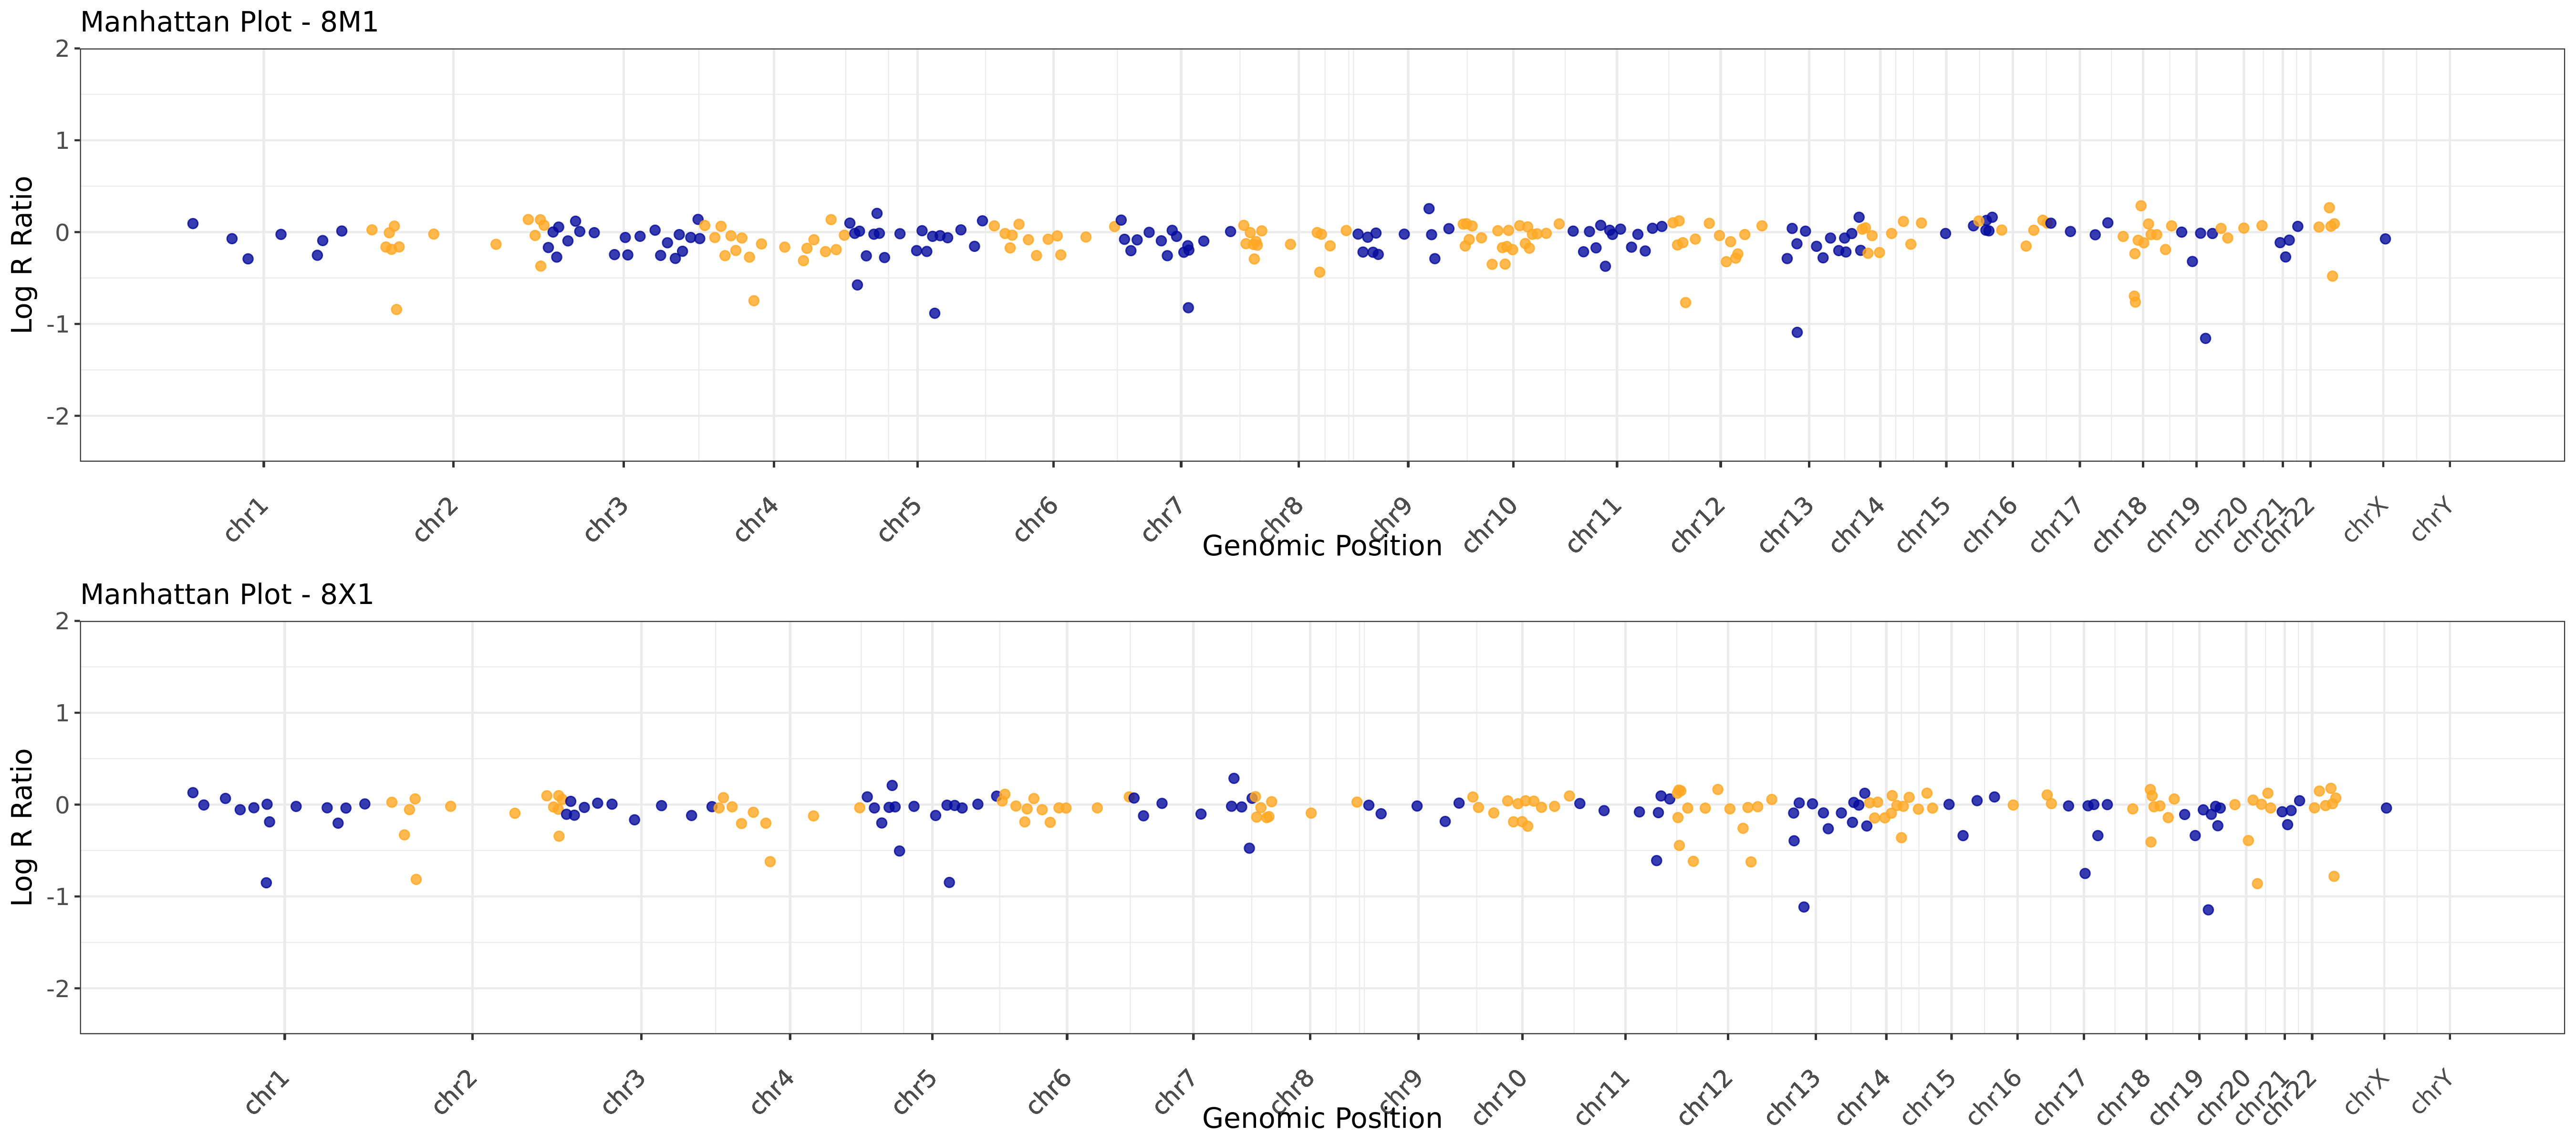 Manhattan Plot - 8M1
2
1
0
-1
-2
Log R Ratio
chr1 chr2 chr3 chr4 chr5 chr6 chr7 chr8 chr9 chr10 chr11 chr12 chr13 chr14 chr15 chr16 chr17 chr18 chr19 chr20 chr21 chr22 chrX chrY
Genomic Position
Manhattan Plot - 8X1
2
1
0
-1
-2
Log R Ratio
chr1 chr2 chr3 chr4 chr5 chr6 chr7 chr8 chr9 chr10 chr11 chr12 chr13 chr14 chr15 chr16 chr17 chr18 chr19 chr20 chr21 chr22 chrX chrY
Genomic Position